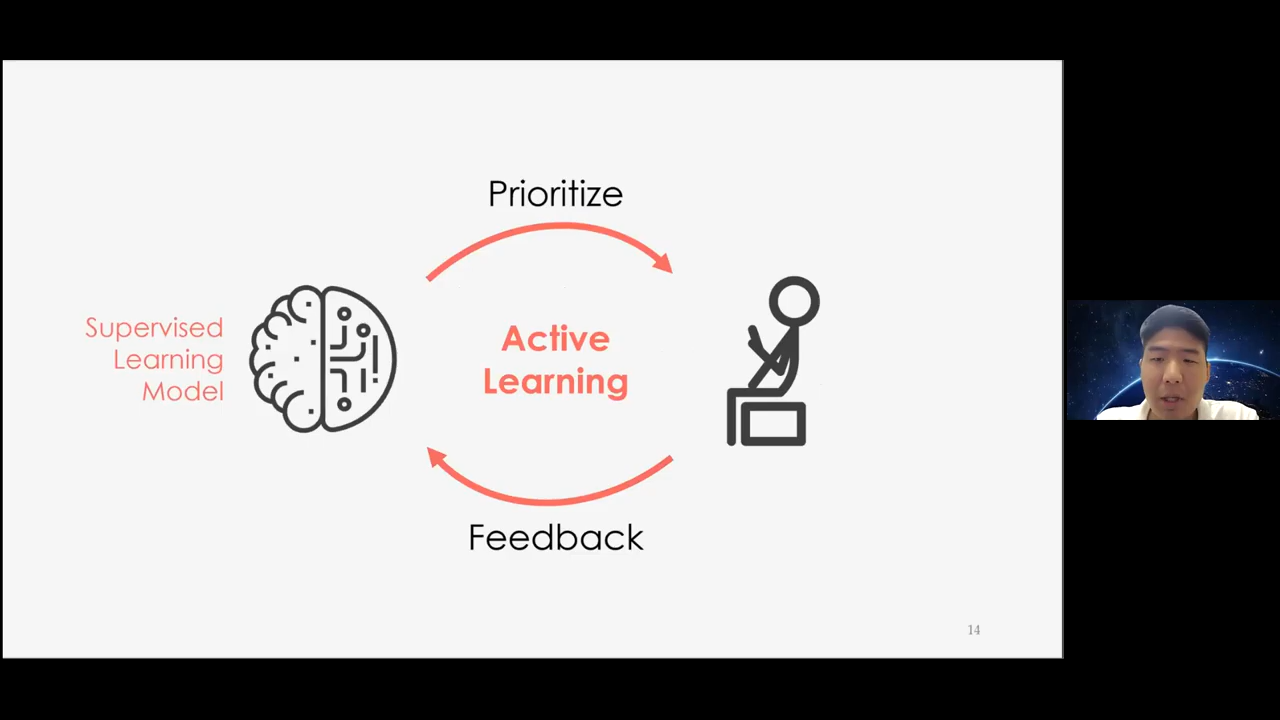 Prioritize
Supervised
Learning
Model
Active
Learning
Feedback
14